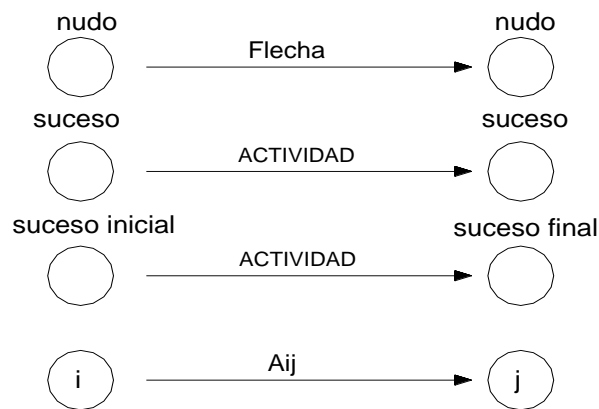 nudo Flecha nudo
suceso ACTIVIDAD suceso
suceso inicial ACTIVIDAD suceso final
i Aij j